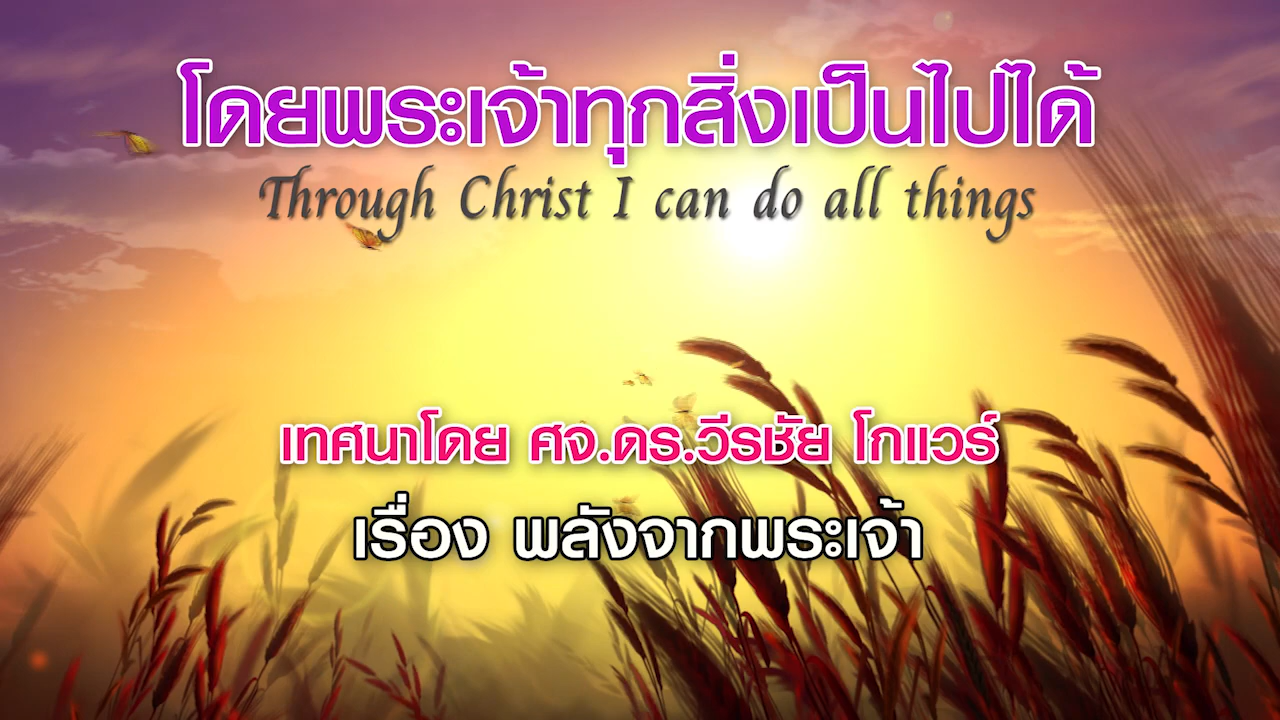 โดยพระเจ้าทุกสิ่งเป็นไปได้
Through Christ I can do all things
เทศนาโดย ศจ.ดร.วีรชัย โกแวร์
เรื่อง พลังจากพระเจ้า